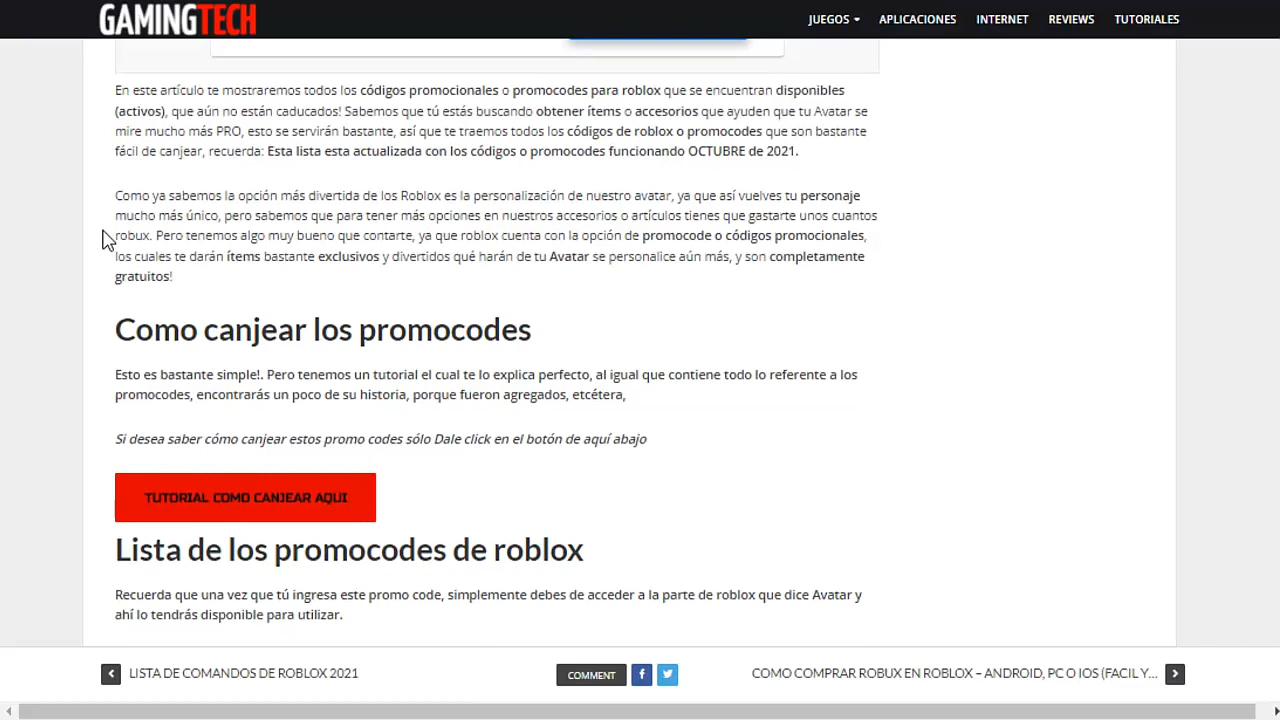 GAMINGTECH
JUEGOS APLICACIONES INTERNET REVIEWS TUTORIALES
En este artículo te mostraremos todos los códigos promocionales o promocodes para roblox que se encuentran disponibles
(activos), que aún no están caducados! Sabemos que tú estás buscando obtener ítems o accesorios que ayuden que tu Avatar se
mire mucho más PRO, esto se servirán bastante, así que te traemos todos los códigos de roblox o promocodes que son bastante
fácil de canjear, recuerda: Esta lista esta actualizada con los códigos o promocodes funcionando OCTUBRE de 2021.
Como ya sabemos la opción más divertida de los Roblox es la personalización de nuestro avatar, ya que así vuelves tu personaje
mucho más único, pero sabemos que para tener más opciones en nuestros accesorios o artículos tienes que gastarte unos cuantos
robux. Pero tenemos algo muy bueno que contarte, ya que roblox cuenta con la opción de promocode o códigos promocionales,
los cuales te darán ítems bastante exclusivos y divertidos qué harán de tu Avatar se personalice aún más, y son completamente
gratuitos!
Como canjear los promocodes
Esto es bastante simple!. Pero tenemos un tutorial el cual te lo explica perfecto, al igual que contiene todo lo referente a los
promocodes, encontrarás un poco de su historia, porque fueron agregados, etcétera,
Si desea saber cómo canjear estos promo codes sólo Dale click en el botón de aquí abajo
TUTORIAL COMO CANJEAR AQUI
Lista de los promocodes de roblox
Recuerda que una vez que tú ingresa este promo code, simplemente debes de acceder a la parte de roblox que dice Avatar y
ahí lo tendrás disponible para utilizar.
LISTA DE COMANDOS DE ROBLOX 2021
COMMENT
COMO COMPRAR ROBUX EN ROBLOX – ANDROID, PC O IOS (FACIL Y...